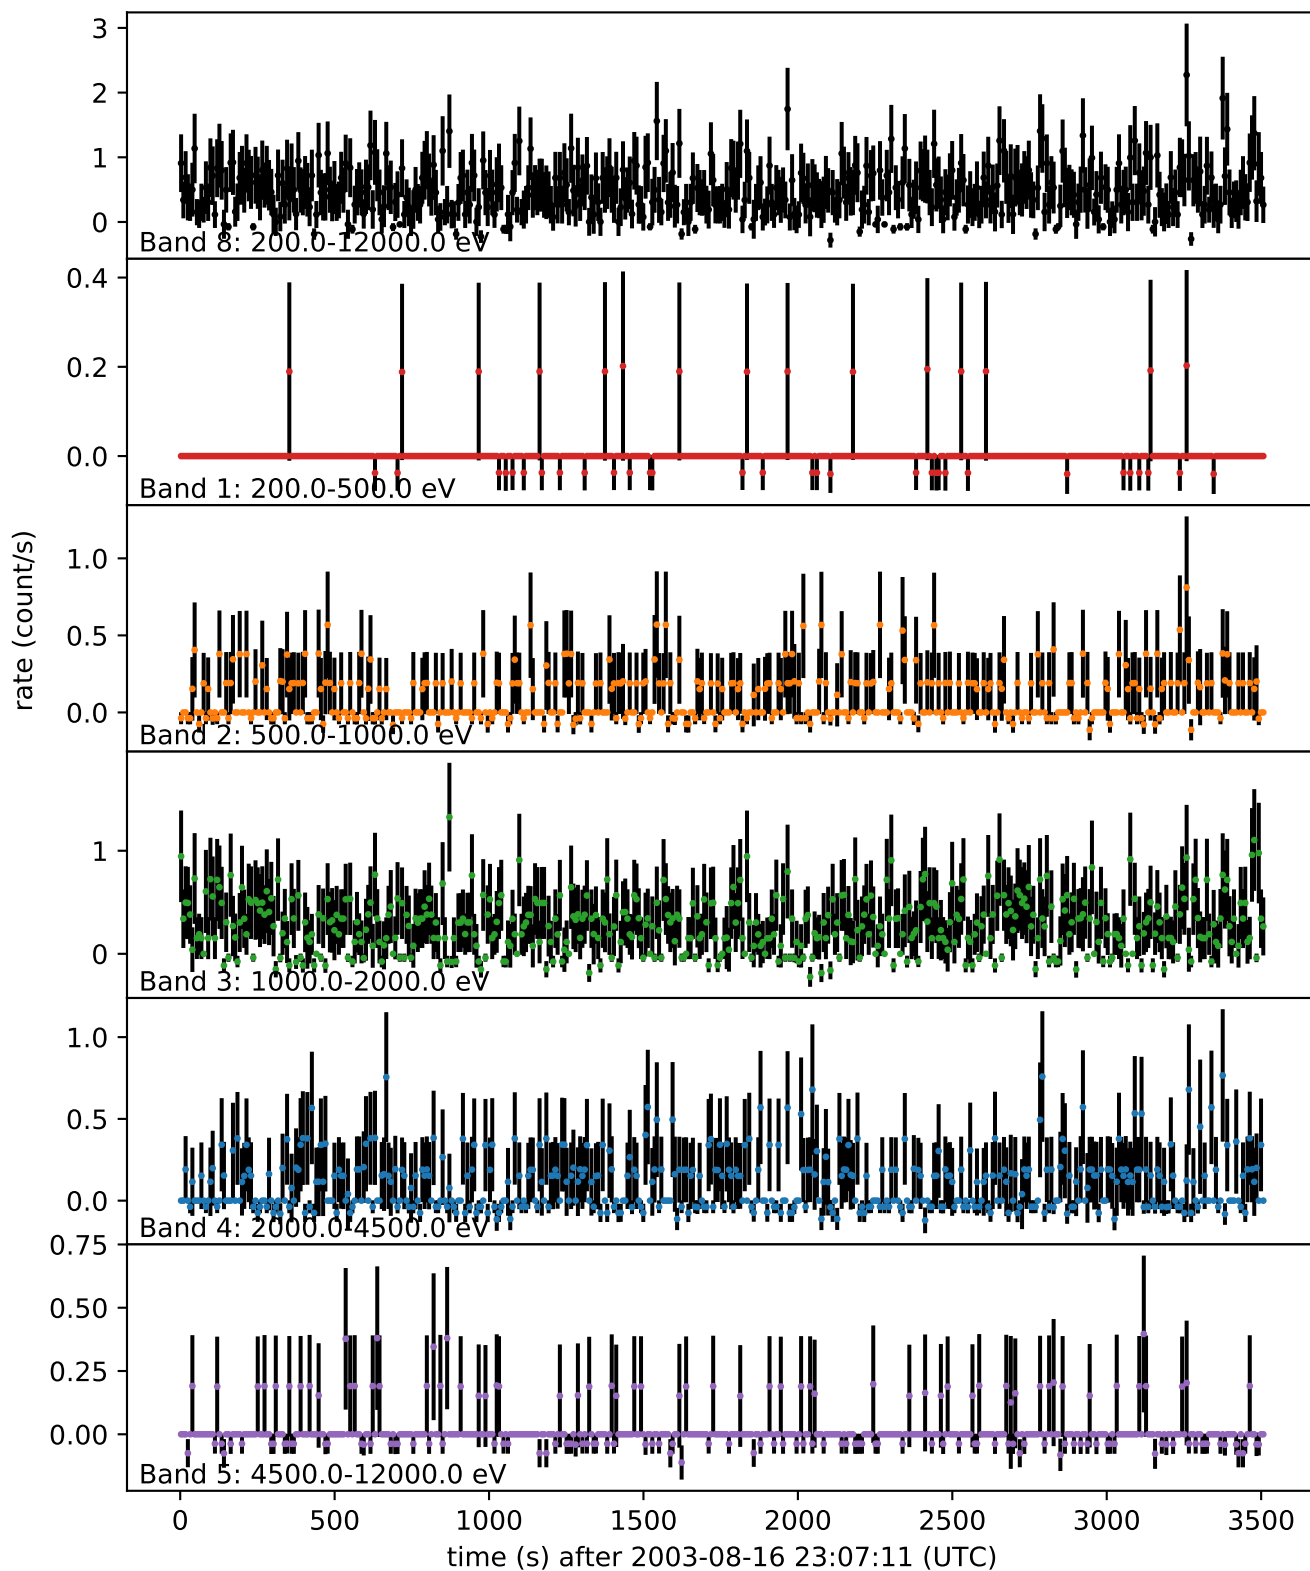 3
2
1
0
Band 8: 200.0-12000.0 eV
0.4
0.2
0.0
Band 1: 200.0-500.0 eV
1.0
0.5
0.0
Band 2: 500.0-1000.0 eV
rate (count/s)
1
0
Band 3: 1000.0-2000.0 eV
1.0
0.5
0.0
Band 4: 2000.0-4500.0 eV
0.75
0.50
0.25
0.00
Band 5: 4500.0-12000.0 eV
0 500 1000 1500 2000 2500 3000 3500
time (s) after 2003-08-16 23:07:11 (UTC)